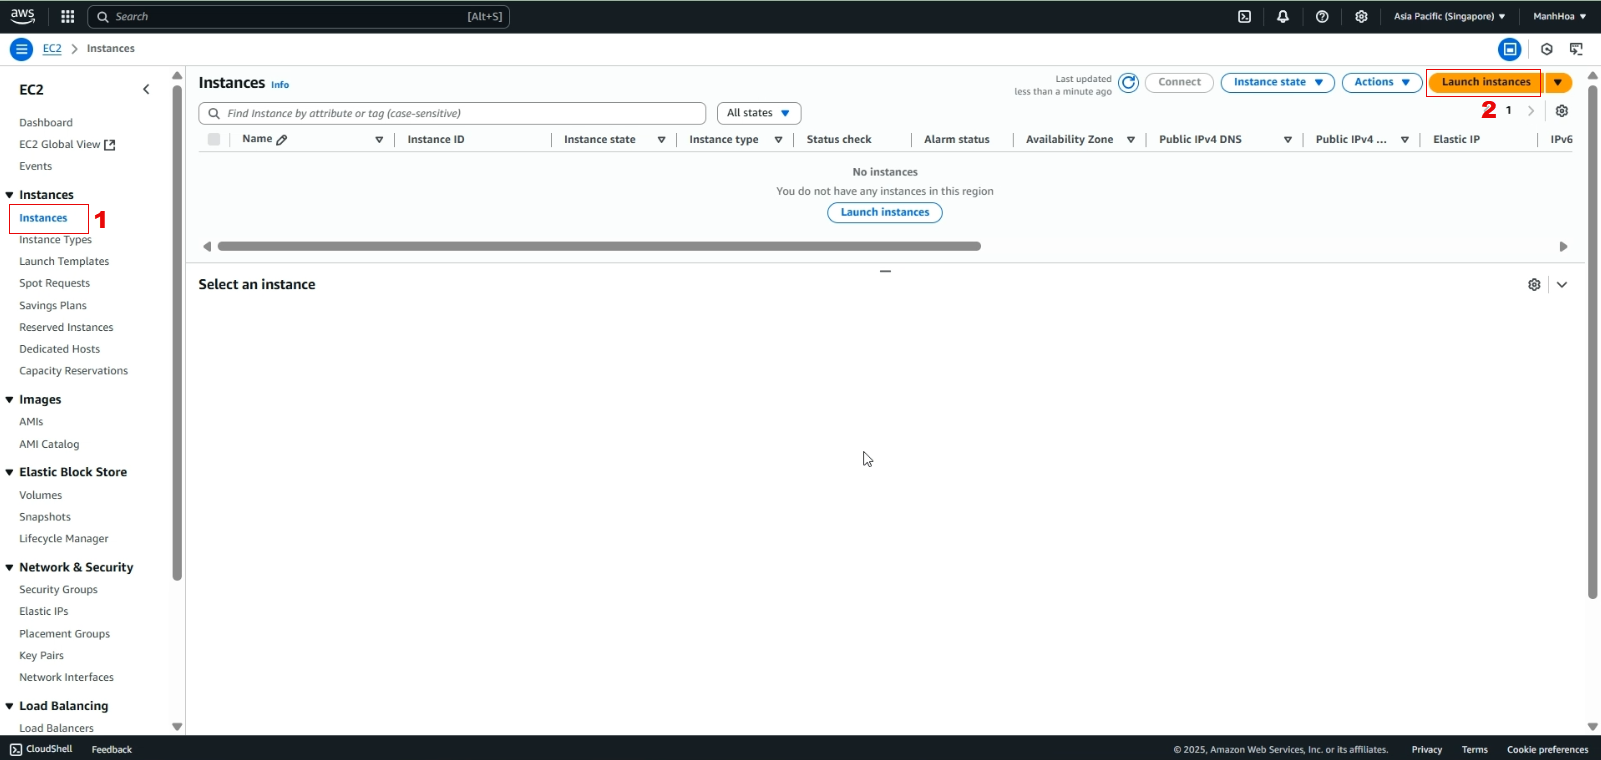 aws
Search [Alt+S]
Asia Pacific (Singapore)
ManhHoa
EC2 > Instances
EC2
Dashboard
EC2 Global View
Events
Instances
Instances
1
Instance Types
Launch Templates
Spot Requests
Savings Plans
Reserved Instances
Dedicated Hosts
Capacity Reservations
Images
AMIs
AMI Catalog
Elastic Block Store
Volumes
Snapshots
Lifecycle Manager
Network & Security
Security Groups
Elastic IPs
Placement Groups
Key Pairs
Network Interfaces
Load Balancing
Load Balancers
Instances Info
Last updated
less than a minute ago
Connect
Instance state
Actions
Launch instances
Find Instance by attribute or tag (case-sensitive)
All states
2
1
Name Instance ID Instance state Instance type Status check Alarm status Availability Zone Public IPv4 DNS Public IPv4 ... Elastic IP IPv6
No instances
You do not have any instances in this region
Launch instances
Select an instance
CloudShell Feedback
© 2025, Amazon Web Services, Inc. or its affiliates. Privacy Terms Cookie preferences